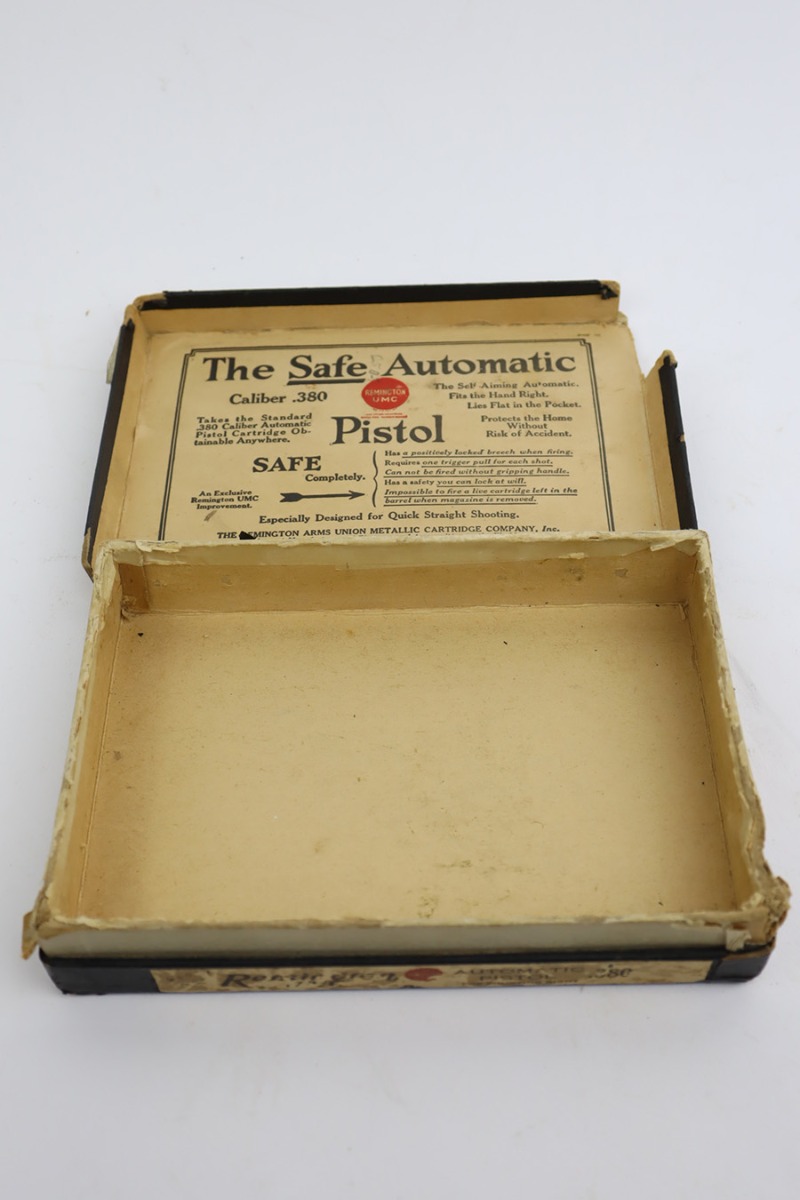 The Safe Automatic
Caliber .380
REMINGTON
UMC
The Self Aiming Automatic.
Fits the Hand Right.
Lies Flat in the Pocket.
Takes the Standard
.380 Caliber Automatic
Pistol Cartridge Ob-
tainable Anywhere.
Pistol
Protects the Home
Without
Risk of Accident.
SAFE
Completely.
An Exclusive
Remington UMC
Improvement.
Has a positively locked breech when firing.
Requires one trigger pull for each shot.
Can not be fired without gripping handle.
Has a safety you can lock at will.
Impossible to fire a live cartridge left in the
barrel when magazine is removed.
Especially Designed for Quick Straight Shooting.
THE REMINGTON ARMS UNION METALLIC CARTRIDGE COMPANY, Inc.
Remington AUTOMATIC
PISTOL .380